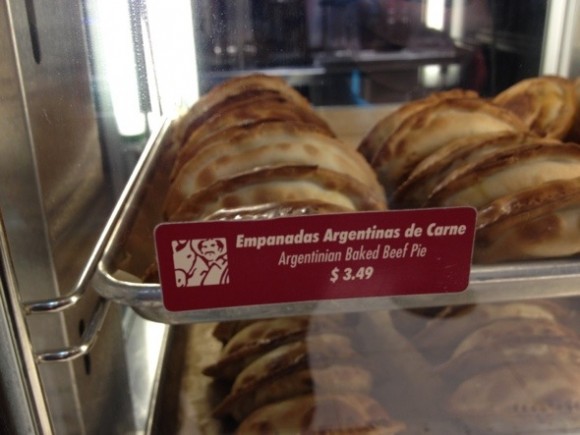 Empanadas Argentinas de Carne
Argentinian Baked Beef Pie
$ 3.49